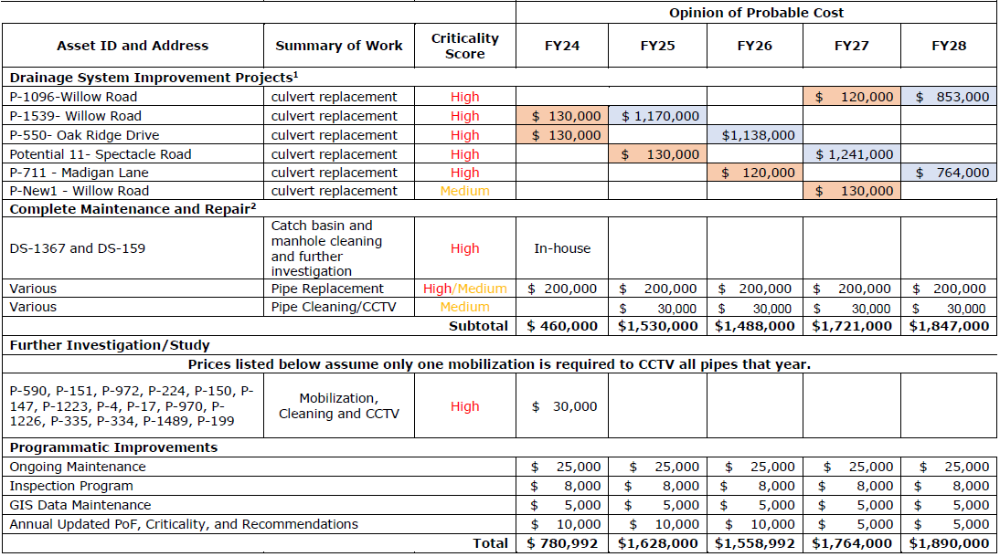 Opinion of Probable Cost
Asset ID and Address Summary of Work Criticality Score FY24 FY25 FY26 FY27 FY28
Drainage System Improvement Projects¹
P-1096-Willow Road culvert replacement High $ 120,000 $ 853,000
P-1539- Willow Road culvert replacement High $ 130,000 $ 1,170,000
P-550- Oak Ridge Drive culvert replacement High $ 130,000 $1,138,000
Potential 11- Spectacle Road culvert replacement High $ 130,000 $ 1,241,000
P-711 - Madigan Lane culvert replacement High $ 120,000 $ 764,000
P-New1 - Willow Road culvert replacement Medium $ 130,000
Complete Maintenance and Repair²
DS-1367 and DS-159 Catch basin and manhole cleaning and further investigation High In-house
Various Pipe Replacement High/Medium $ 200,000 $ 200,000 $ 200,000 $ 200,000 $ 200,000
Various Pipe Cleaning/CCTV Medium $ 30,000 $ 30,000 $ 30,000 $ 30,000
Subtotal $ 460,000 $1,530,000 $1,488,000 $1,721,000 $1,847,000
Further Investigation/Study
Prices listed below assume only one mobilization is required to CCTV all pipes that year.
P-590, P-151, P-972, P-224, P-150, P-
147, P-1223, P-4, P-17, P-970, P-
1226, P-335, P-334, P-1489, P-199
Mobilization,
Cleaning and CCTV
High $ 30,000
Programmatic Improvements
Ongoing Maintenance $ 25,000 $ 25,000 $ 25,000 $ 25,000 $ 25,000
Inspection Program $ 8,000 $ 8,000 $ 8,000 $ 8,000 $ 8,000
GIS Data Maintenance $ 5,000 $ 5,000 $ 5,000 $ 5,000 $ 5,000
Annual Updated PoF, Criticality, and Recommendations $ 10,000 $ 10,000 $ 10,000 $ 5,000 $ 5,000
Total $ 780,992 $1,628,000 $1,558,992 $1,764,000 $1,890,000